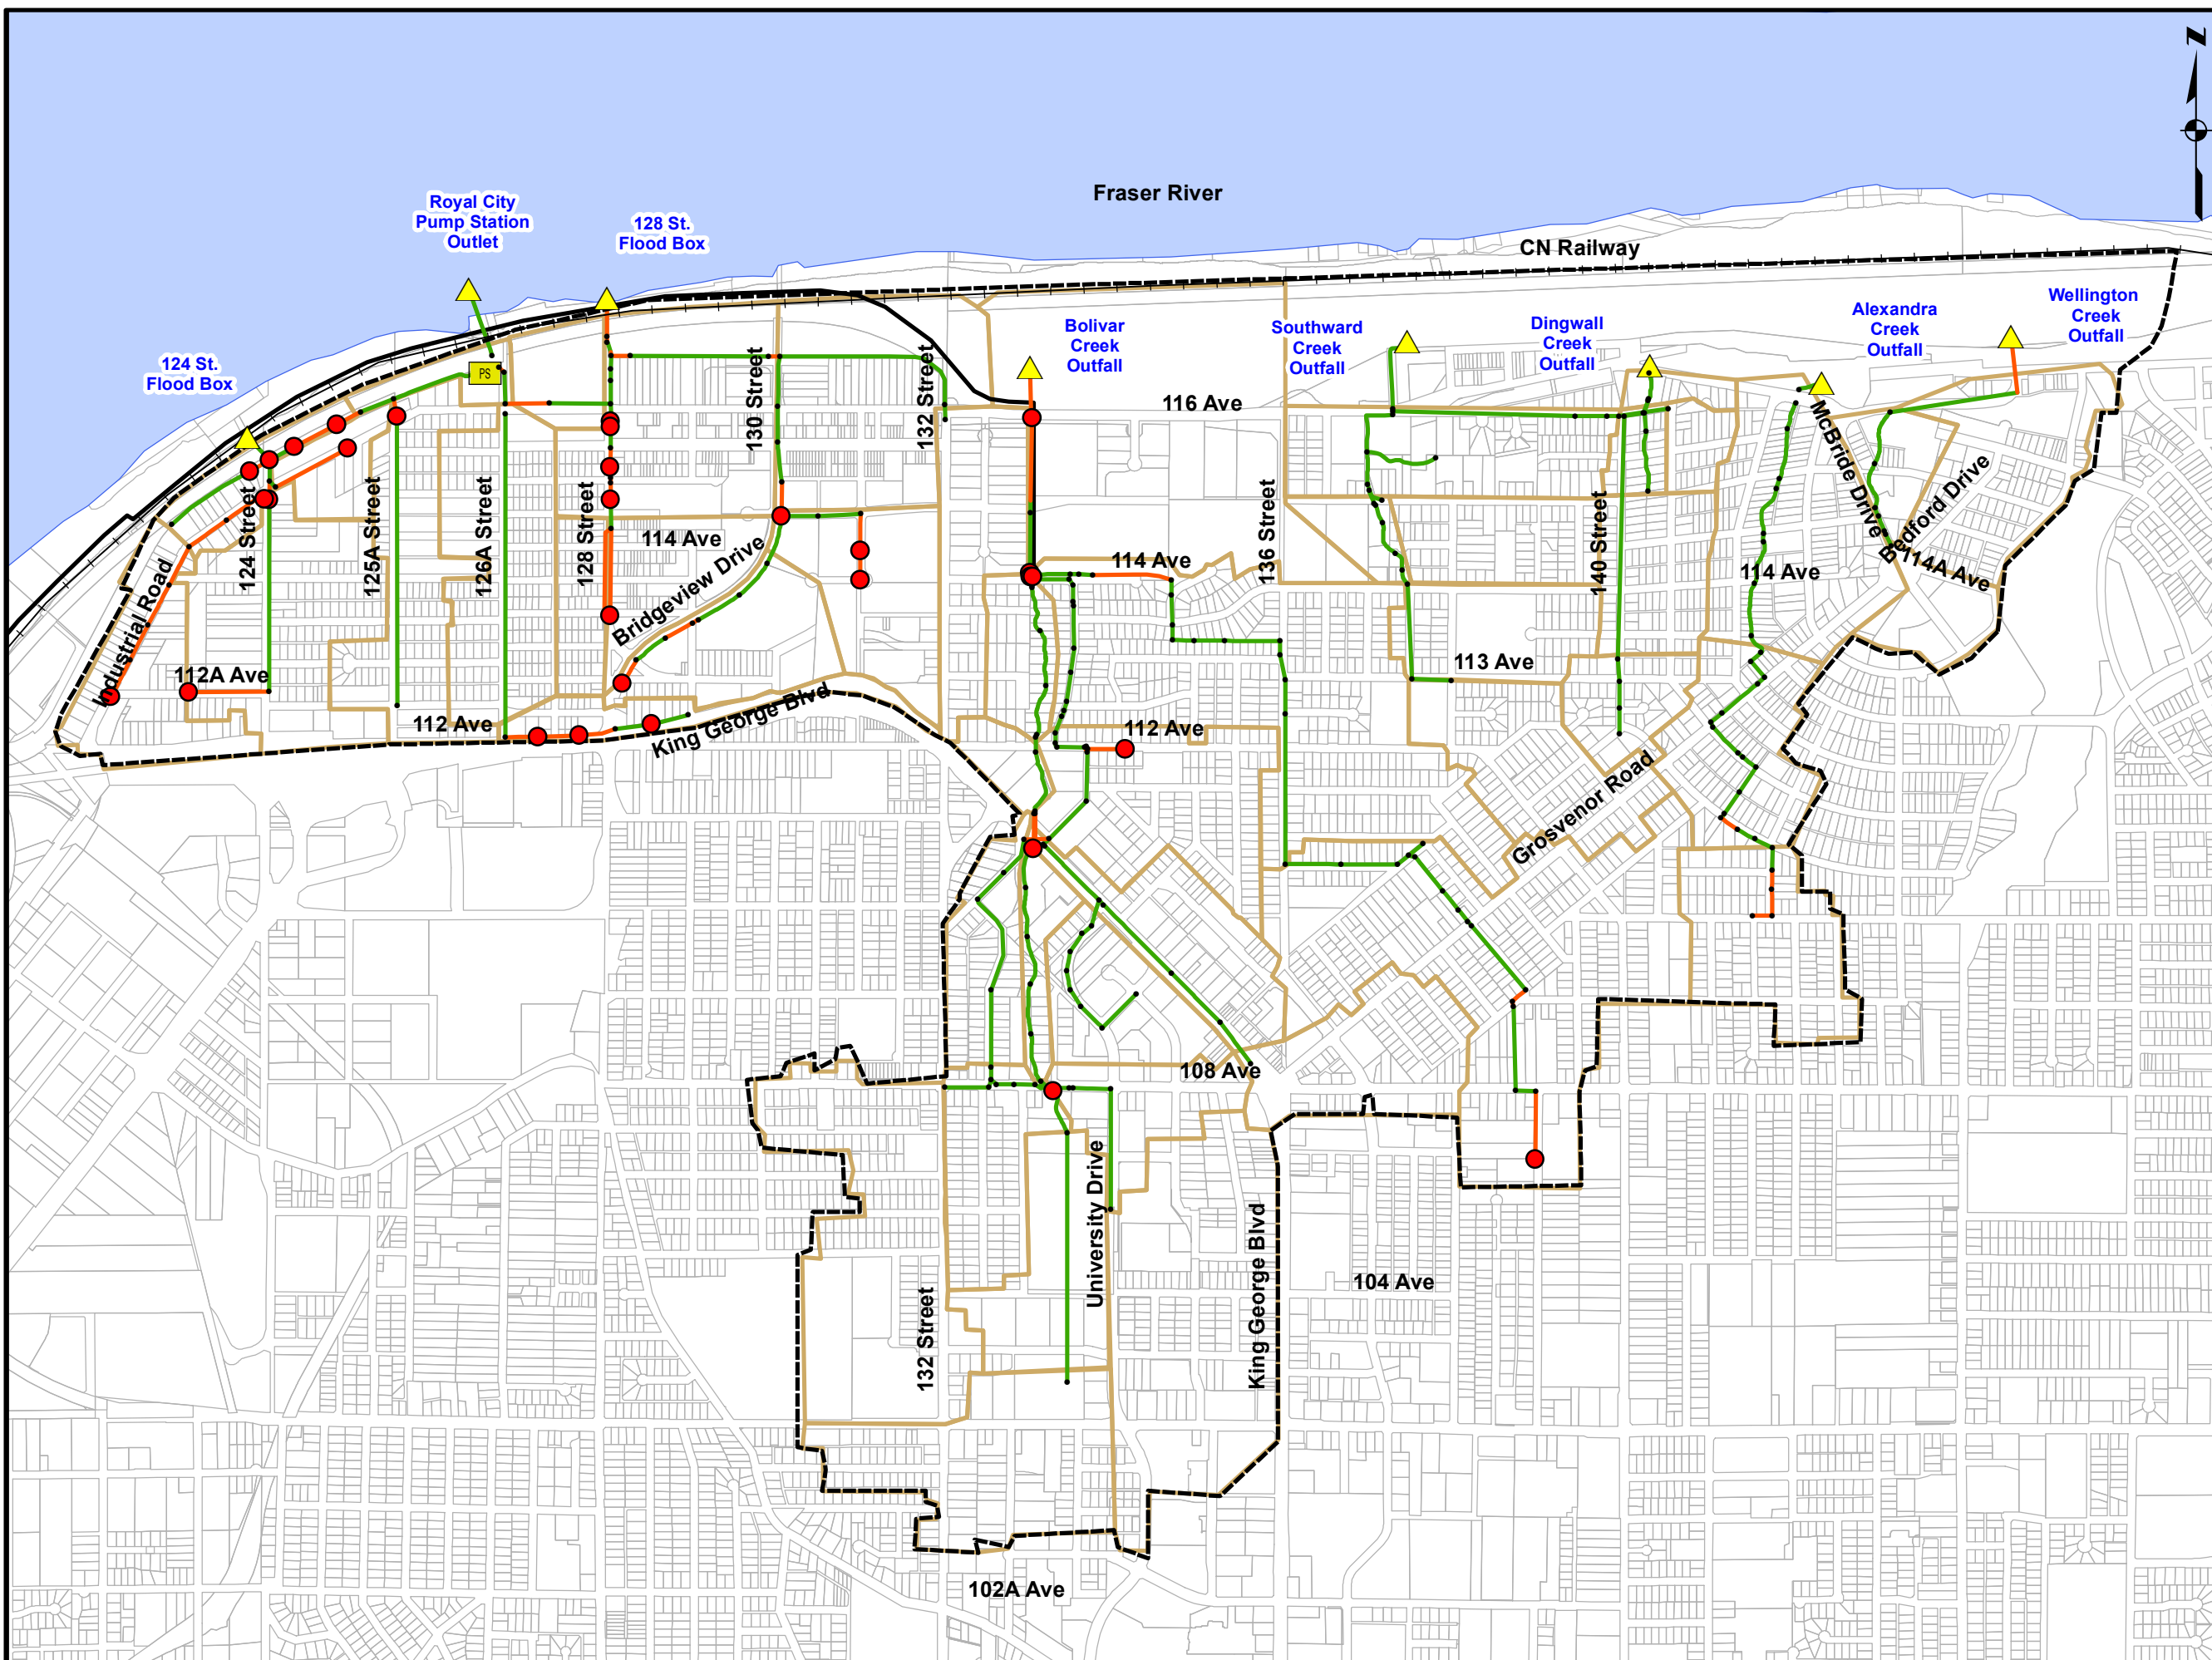 N
Fraser River
Royal City
Pump Station
Outlet
128 St.
Flood Box
CN Railway
124 St.
Flood Box
Bolivar
Creek
Outfall
Southward
Creek
Outfall
Dingwall
Creek
Outfall
Alexandra
Creek
Outfall
Wellington
Creek
Outfall
PS
116 Ave
130 Street
132 Street
McBride Drive
Bedford Drive
124 Street
125A Street
126A Street
128 Street
114 Ave
Bridgeview Drive
114 Ave
136 Street
140 Street
114 Ave
114A Ave
Industrial Road
112A Ave
113 Ave
112 Ave
King George Blvd
112 Ave
Grosvenor Road
108 Ave
University Drive
King George Blvd
104 Ave
132 Street
102A Ave